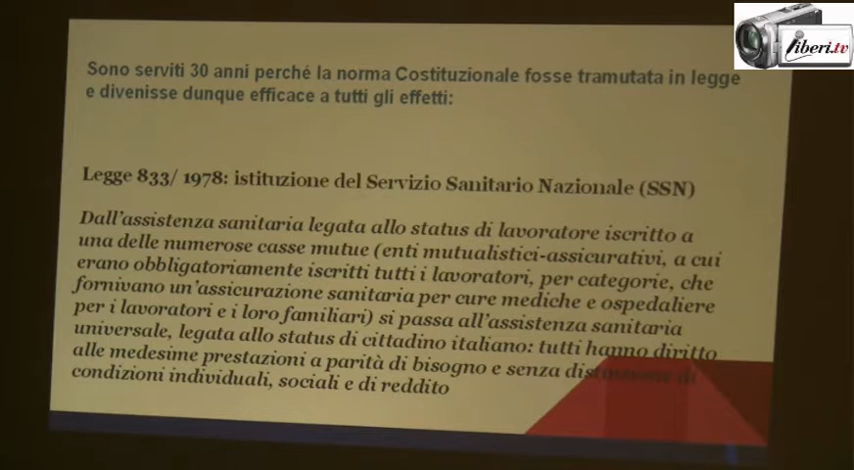 liberi.tv
Sono serviti 30 anni perché la norma Costituzionale fosse tramutata in legge
e divenisse dunque efficace a tutti gli effetti:
Legge 833/ 1978: istituzione del Servizio Sanitario Nazionale (SSN)
Dall'assistenza sanitaria legata allo status di lavoratore iscritto a
una delle numerose casse mutue (enti mutualistici-assicurativi, a cui
erano obbligatoriamente iscritti tutti i lavoratori, per categorie, che
fornivano un'assicurazione sanitaria per cure mediche e ospedaliere
per i lavoratori e i loro familiari) si passa all'assistenza sanitaria
universale, legata allo status di cittadino italiano: tutti hanno diritto
alle medesime prestazioni a parità di bisogno e senza distinzione di
condizioni individuali, sociali e di reddito